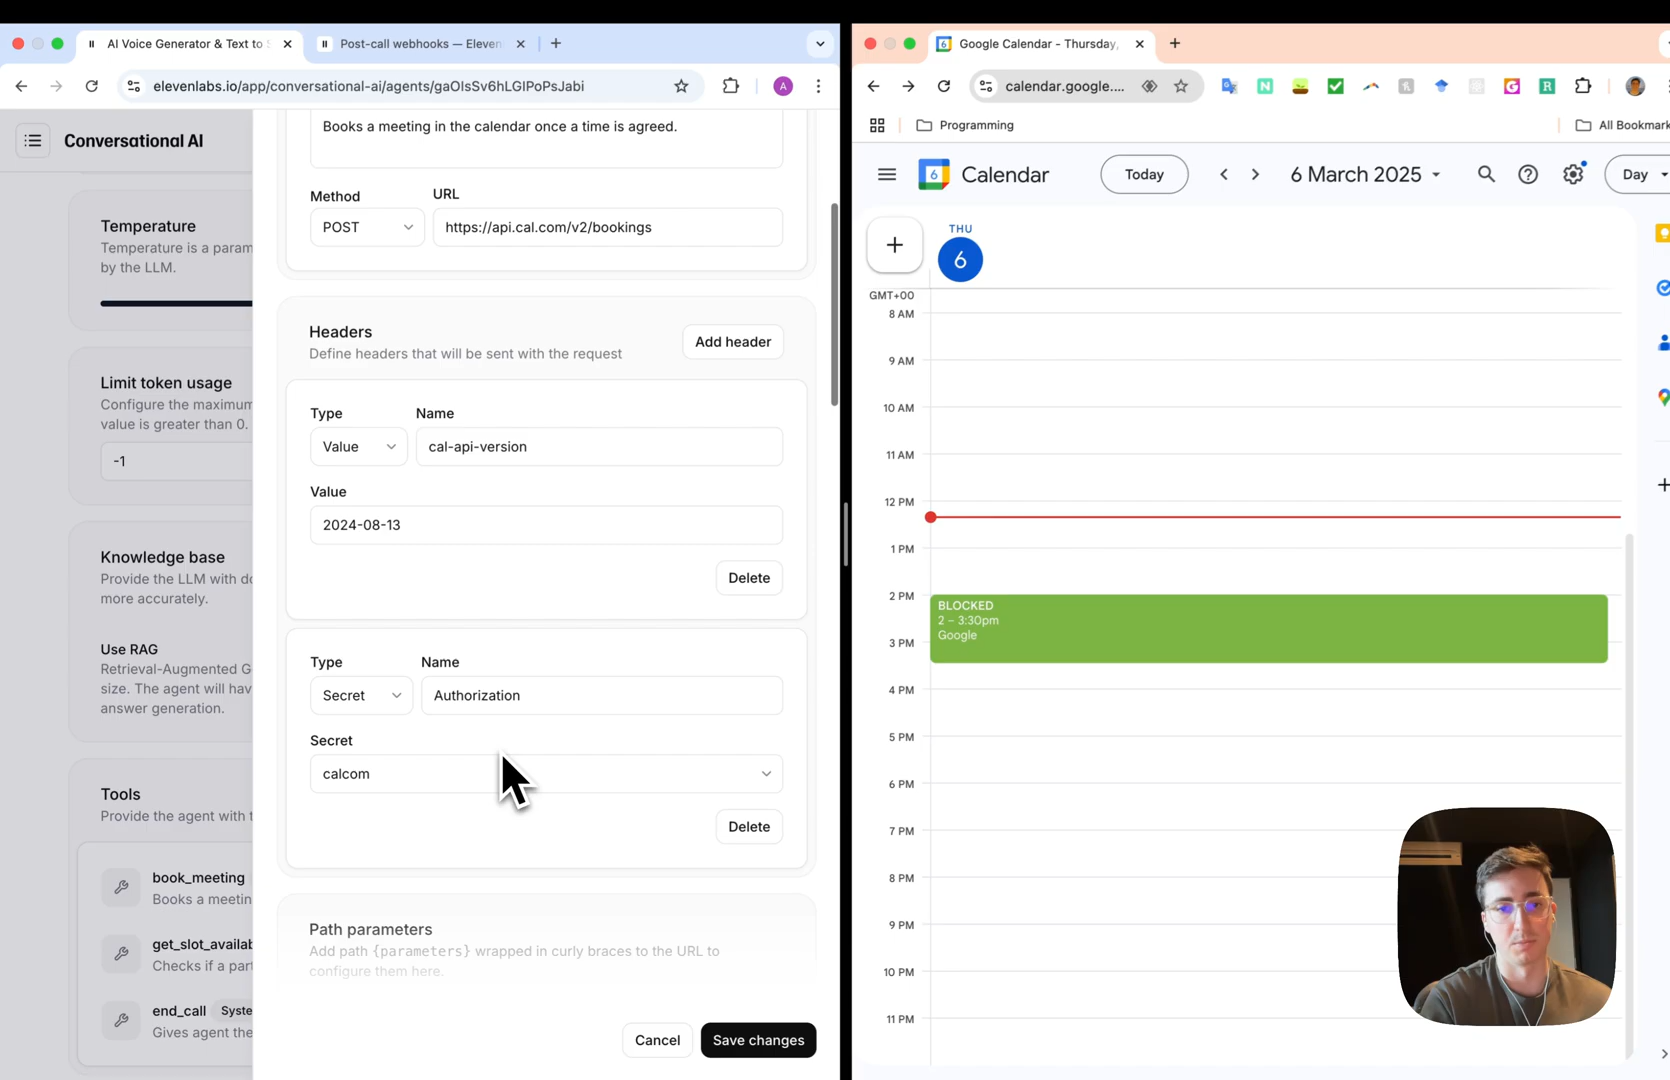 AI Voice Generator & Text to
Post-call webhooks — Eleven
elevenlabs.io/app/conversational-ai/agents/gaOIsSv6hLGIPoPsJabi
A
Conversational AI
Temperature
Temperature is a param
by the LLM.
Limit token usage
Configure the maximum
value is greater than 0.
-1
Knowledge base
Provide the LLM with do
more accurately.
Use RAG
Retrieval-Augmented G
size. The agent will hav
answer generation.
Tools
Provide the agent with t
book_meeting
Books a meetin
get_slot_availab
Checks if a part
end_call
Syste
Gives agent the
Books a meeting in the calendar once a time is agreed.
Method
URL
POST
https://api.cal.com/v2/bookings
Headers
Define headers that will be sent with the request
Add header
Type
Name
Value
cal-api-version
Value
2024-08-13
Delete
Type
Name
Secret
Authorization
Secret
calcom
Delete
Path parameters
Add path {parameters} wrapped in curly braces to the URL to
configure them here.
Cancel
Save changes
6
Google Calendar - Thursday,
calendar.google....
Programming
All Bookmark
6
Calendar
Today
6 March 2025
Day
THU
6
GMT+00
8 AM
9 AM
10 AM
11 AM
12 PM
1 PM
2 PM
BLOCKED
2 – 3:30pm
Google
3 PM
4 PM
5 PM
6 PM
7 PM
8 PM
9 PM
10 PM
11 PM